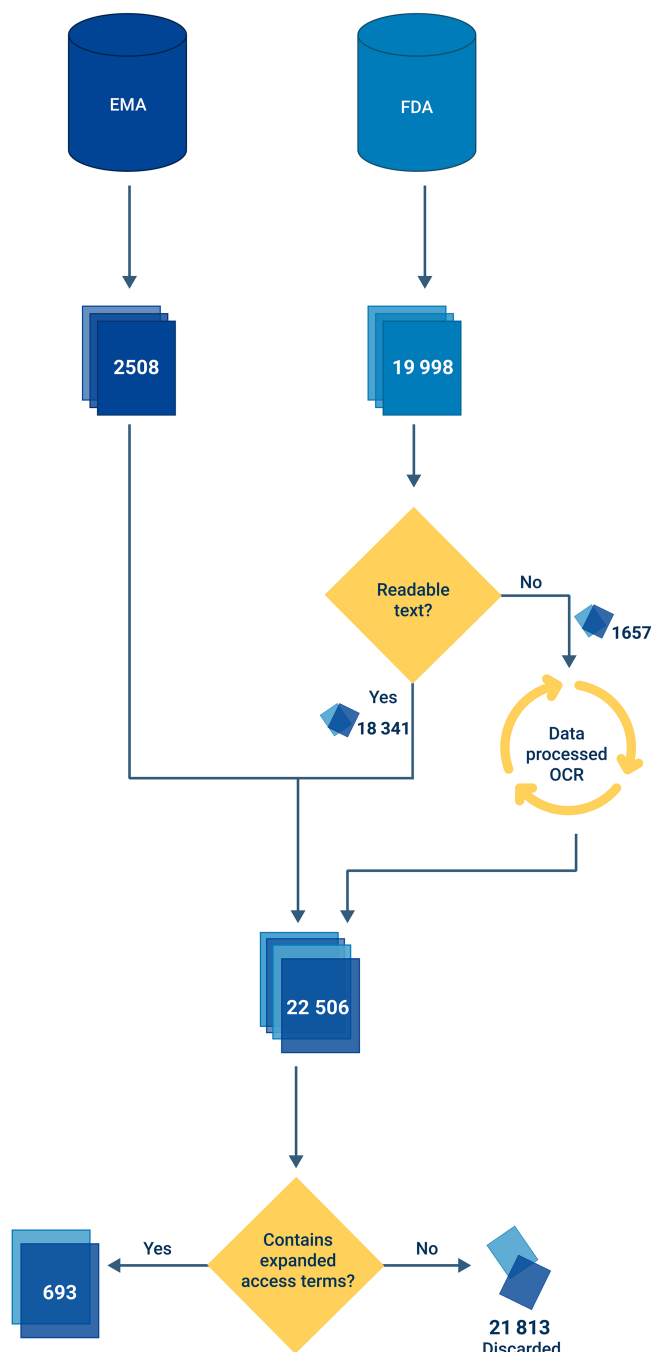 EMA
FDA
2508
19 998
Readable
text?
No
1657
Yes
18 341
Data
processed
OCR
22 506
Contains
expanded
access terms?
Yes
No
693
21 813
Discarded